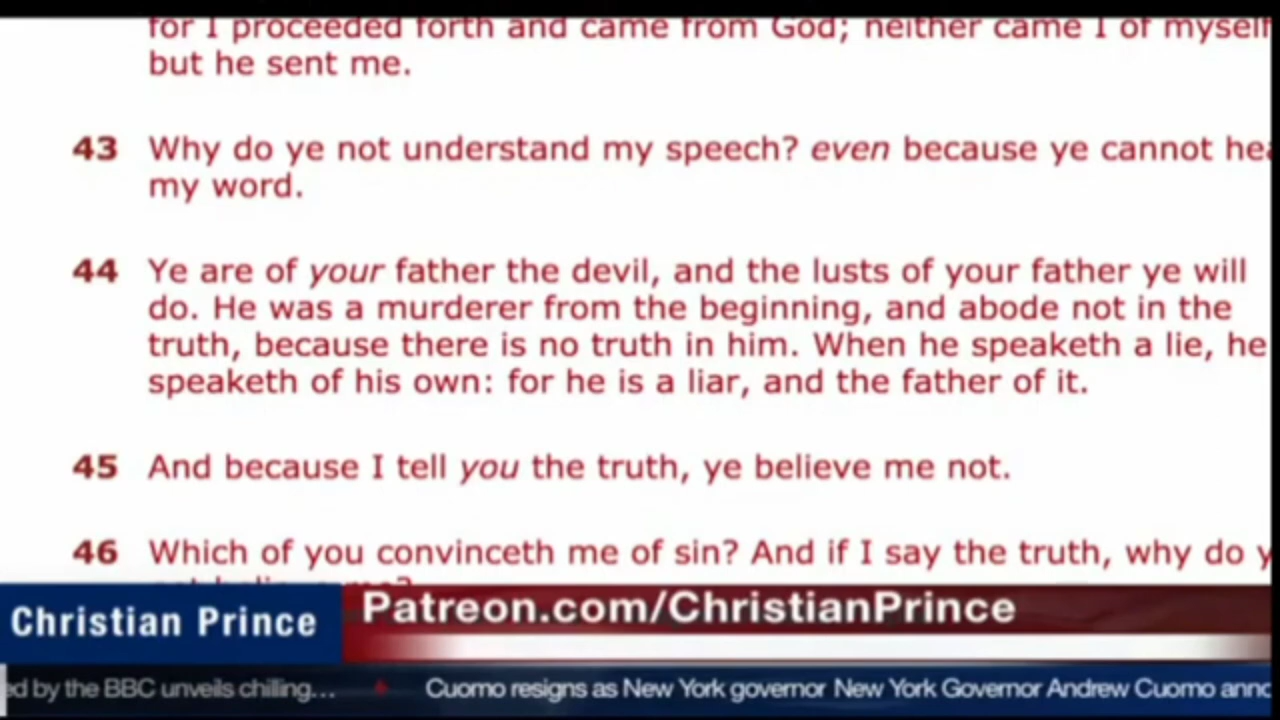 for I proceeded forth and came from God; neither came I of myself
but he sent me.
43 Why do ye not understand my speech? even because ye cannot hea
my word.
44 Ye are of your father the devil, and the lusts of your father ye will
do. He was a murderer from the beginning, and abode not in the
truth, because there is no truth in him. When he speaketh a lie, he
speaketh of his own: for he is a liar, and the father of it.
45 And because I tell you the truth, ye believe me not.
46 Which of you convinceth me of sin? And if I say the truth, why do y
Christian Prince
Patreon.com/ChristianPrince
ed by the BBC unveils chilling... Cuomo resigns as New York governor New York Governor Andrew Cuomo anno